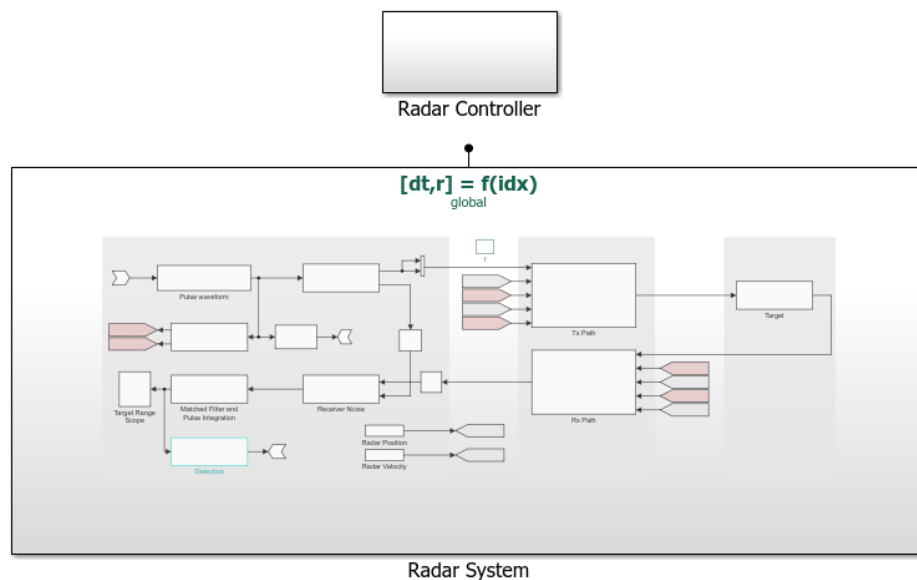 Radar Controller
[dt,r] = f(idx)
global
f
Pulse waveform
Tx Path
Target
Target Range
Scope
Matched Filter and
Pulse Integration
Receiver Noise
Rx Path
Radar Position
Radar Velocity
Detection
Radar System